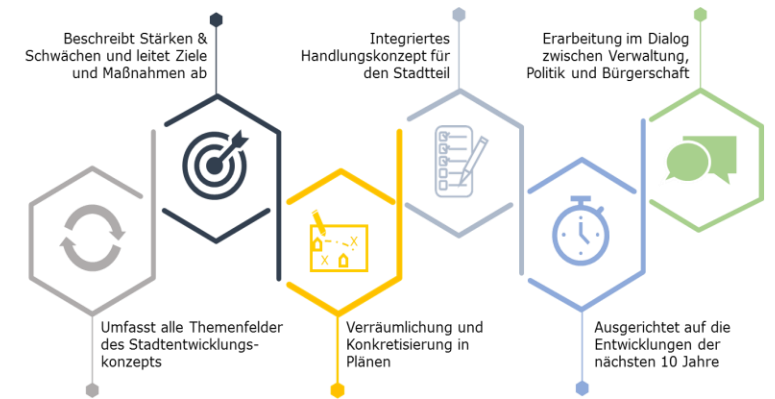 Beschreibt Stärken &
Schwächen und leitet Ziele
und Maßnahmen ab
Integriertes
Handlungskonzept für
den Stadtteil
Erarbeitung im Dialog
zwischen Verwaltung,
Politik und Bürgerschaft
Umfasst alle Themenfelder
des Stadtentwicklungs-
konzepts
Verräumlichung und
Konkretisierung in
Plänen
Ausgerichtet auf die
Entwicklungen der
nächsten 10 Jahre